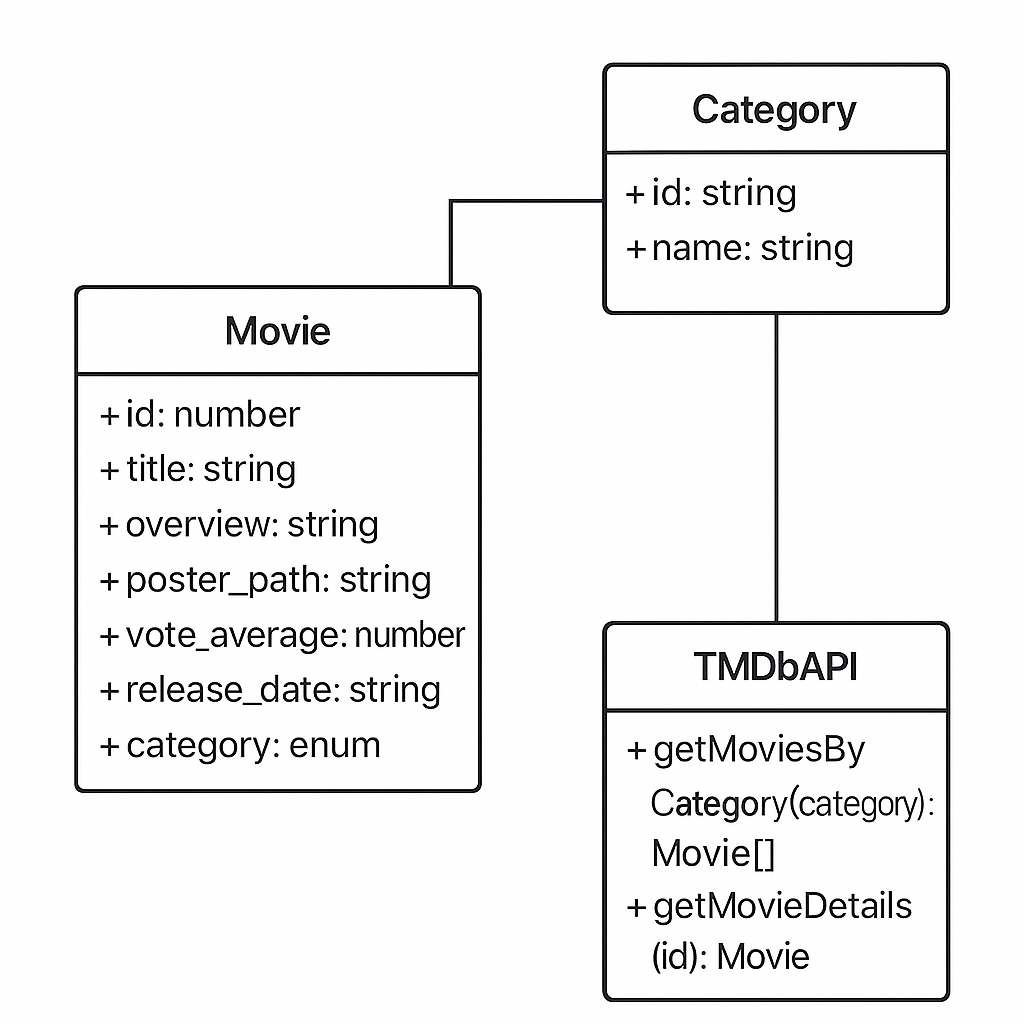 Category
+ id: string
+ name: string
Movie
+ id: number
+ title: string
+ overview: string
+ poster_path: string
+ vote_average: number
+ release_date: string
+ category: enum
TMDbAPI
+ getMoviesBy
Category(category):
Movie[]
+ getMovieDetails
(id): Movie